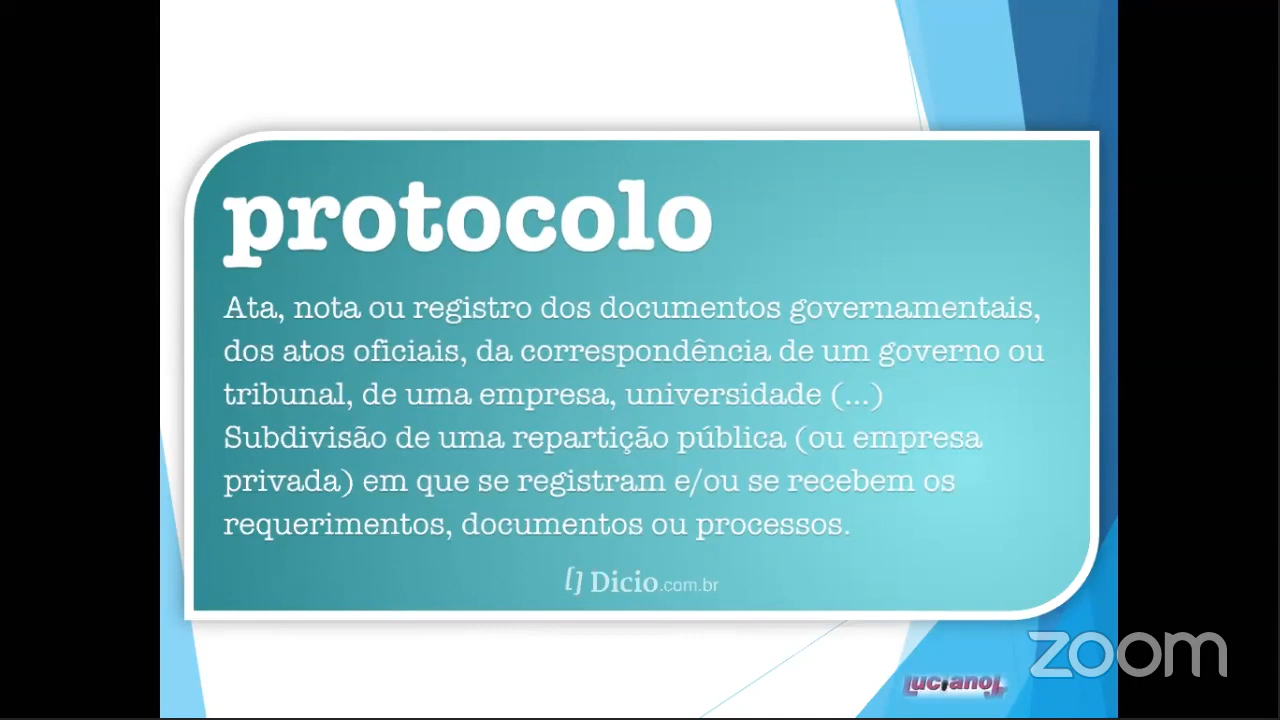 protocolo
Ata, nota ou registro dos documentos governamentais,
dos atos oficiais, da correspondência de um governo ou
tribunal, de uma empresa, universidade (...)
Subdivisão de uma repartição pública (ou empresa
privada) em que se registram e/ou se recebem os
requerimentos, documentos ou processos.
[] Dicio.com.br
zoom
LucianoL